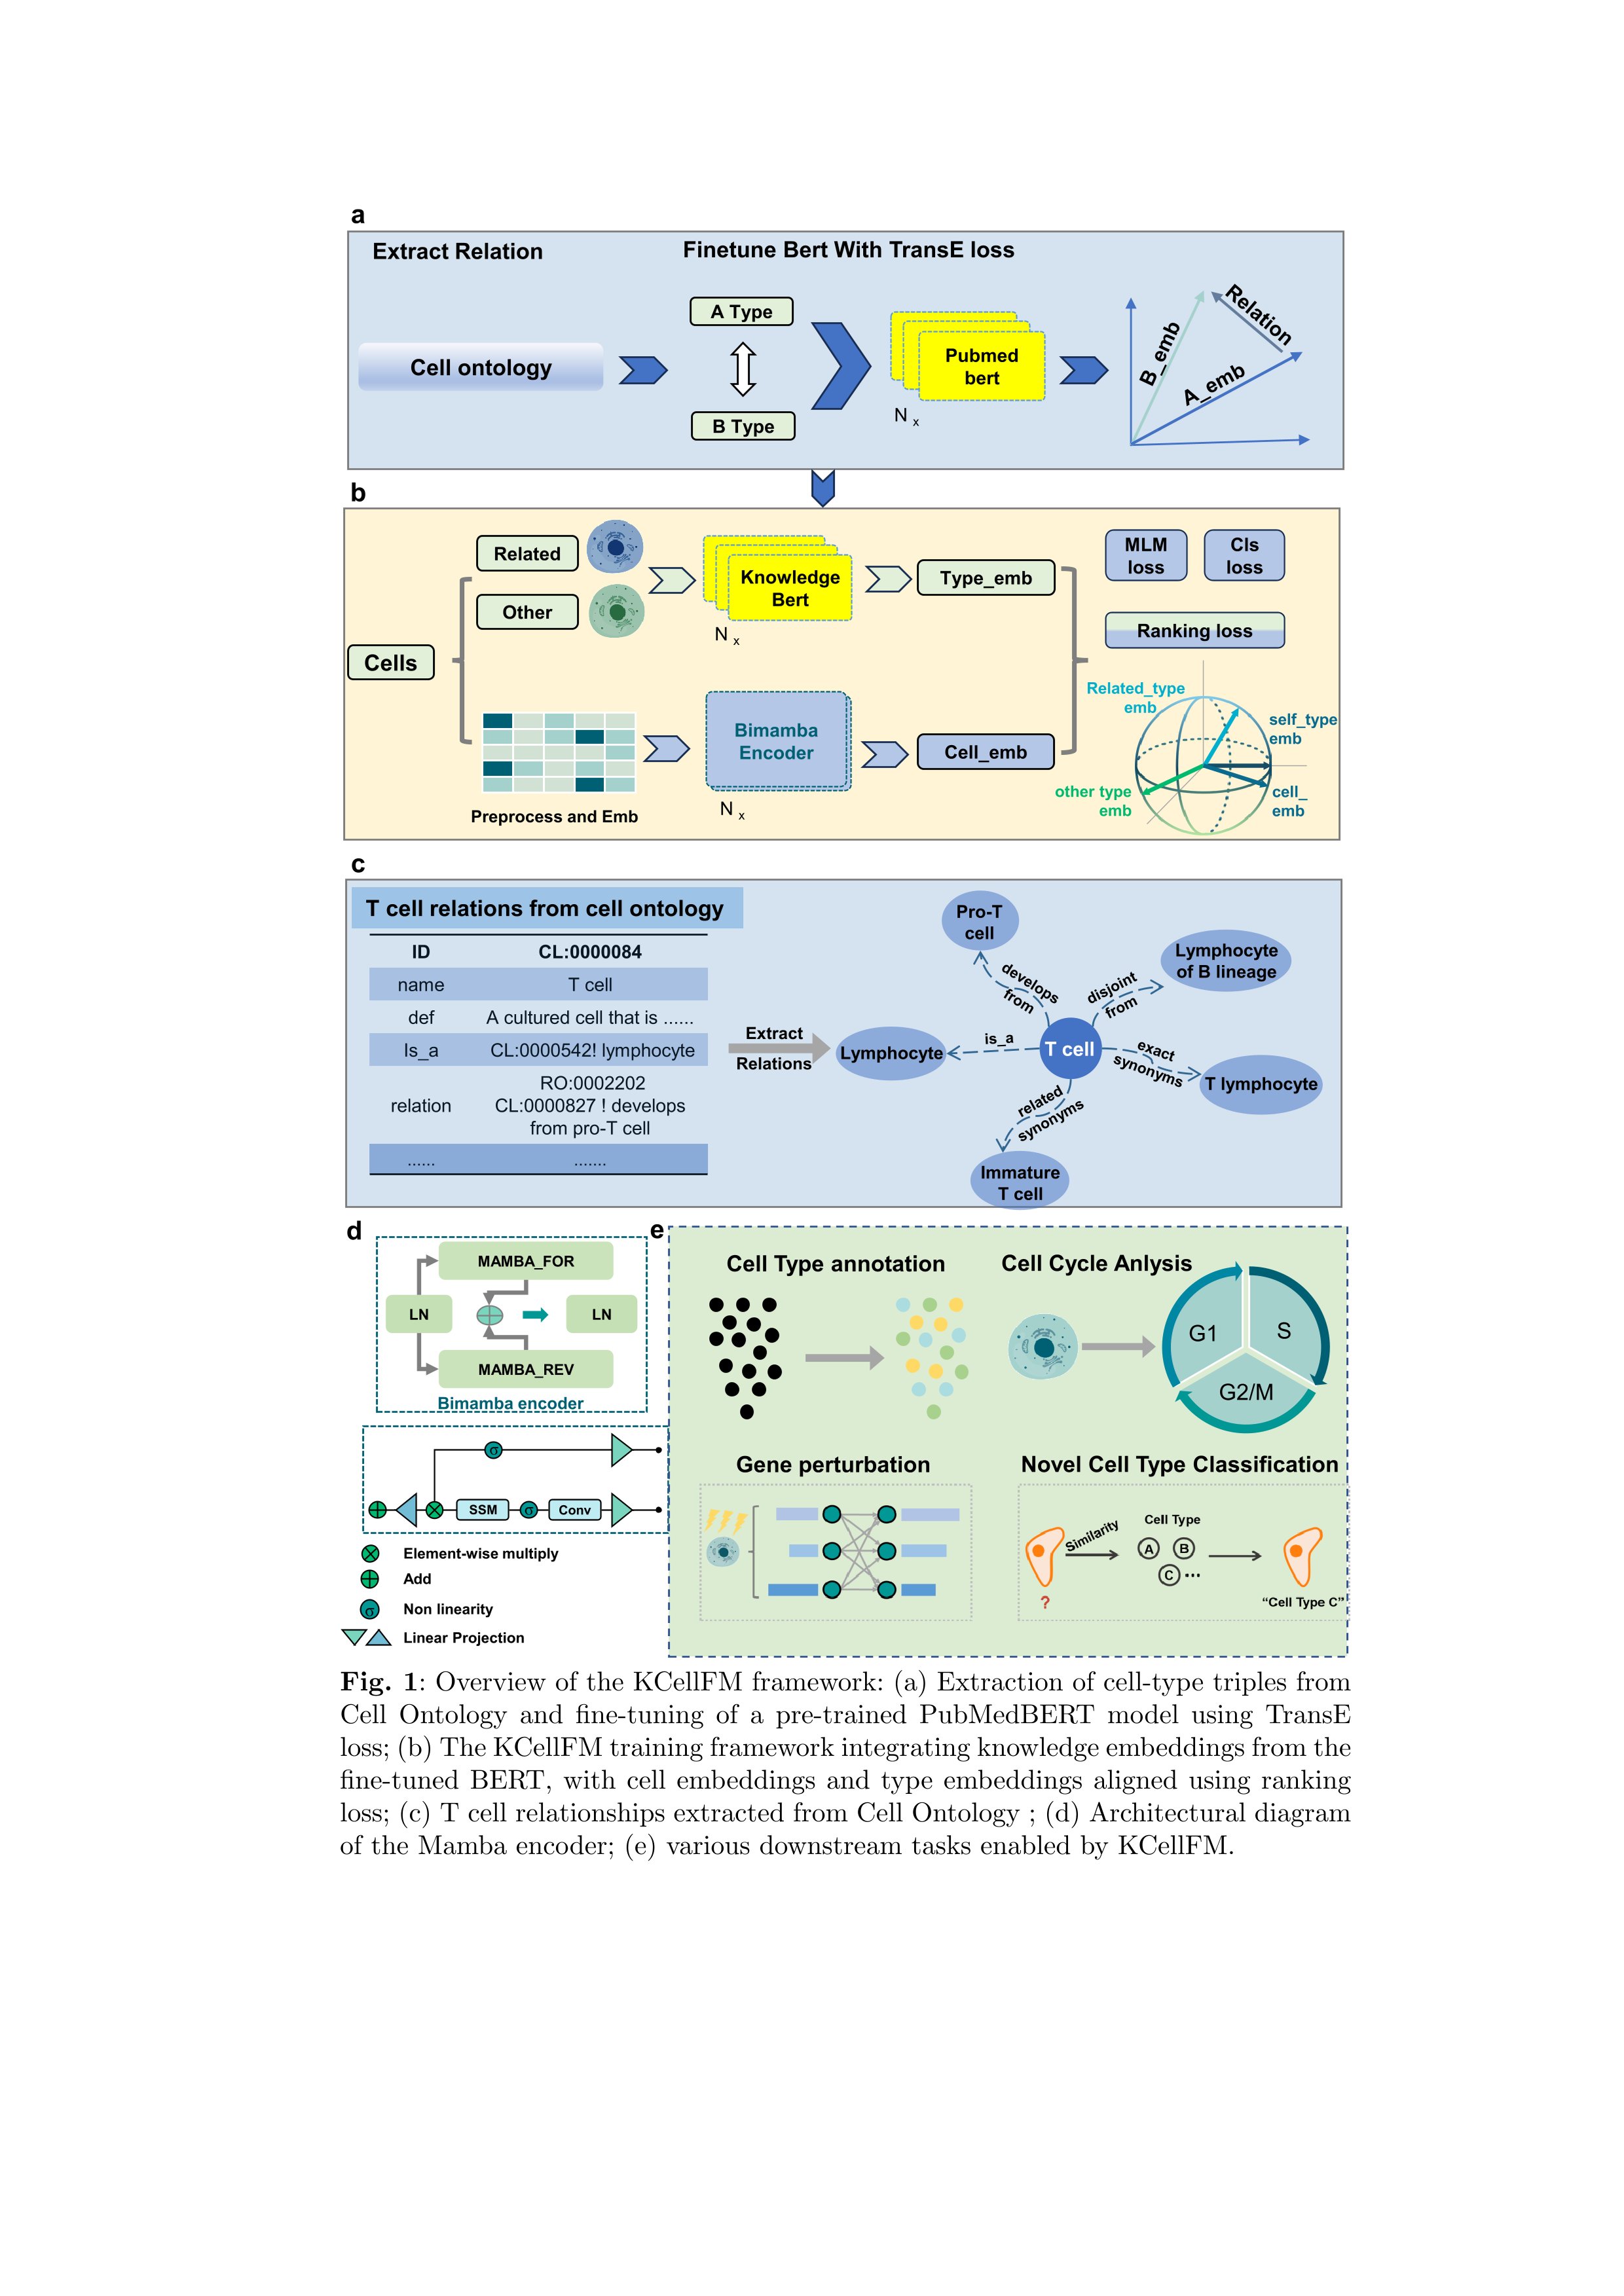 a
Extract Relation
Finetune Bert With TransE loss
Cell ontology
A Type
B Type
Pubmed
bert
N x
B_emb
A_emb
Relation
b
Cells
Related
Other
Knowledge
Bert
N x
Type_emb
Preprocess and Emb
Bimamba
Encoder
N x
Cell_emb
MLM
loss
Cls
loss
Ranking loss
Related_type
emb
self_type
emb
other type
emb
cell_
emb
c
T cell relations from cell ontology
ID CL:0000084
name T cell
def A cultured cell that is ......
Is_a CL:0000542! lymphocyte
relation
RO:0002202
CL:0000827 ! develops
from pro-T cell
...... .......
Extract
Relations
Pro-T
cell
develops
from
Lymphocyte
of B lineage
disjoint
from
Lymphocyte
is_a
T cell
exact
synonyms
T lymphocyte
related
synonyms
Immature
T cell
d
MAMBA_FOR
LN
LN
MAMBA_REV
Bimamba encoder
σ
SSM
σ
Conv
Element-wise multiply
Add
σ Non linearity
Linear Projection
e
Cell Type annotation
Cell Cycle Anlysis
G1
S
G2/M
Gene perturbation
Novel Cell Type Classification
Similarity
Cell Type
A
B
C ...
?
“Cell Type C”
Fig. 1: Overview of the KCellFM framework: (a) Extraction of cell-type triples from
Cell Ontology and fine-tuning of a pre-trained PubMedBERT model using TransE
loss; (b) The KCellFM training framework integrating knowledge embeddings from the
fine-tuned BERT, with cell embeddings and type embeddings aligned using ranking
loss; (c) T cell relationships extracted from Cell Ontology ; (d) Architectural diagram
of the Mamba encoder; (e) various downstream tasks enabled by KCellFM.